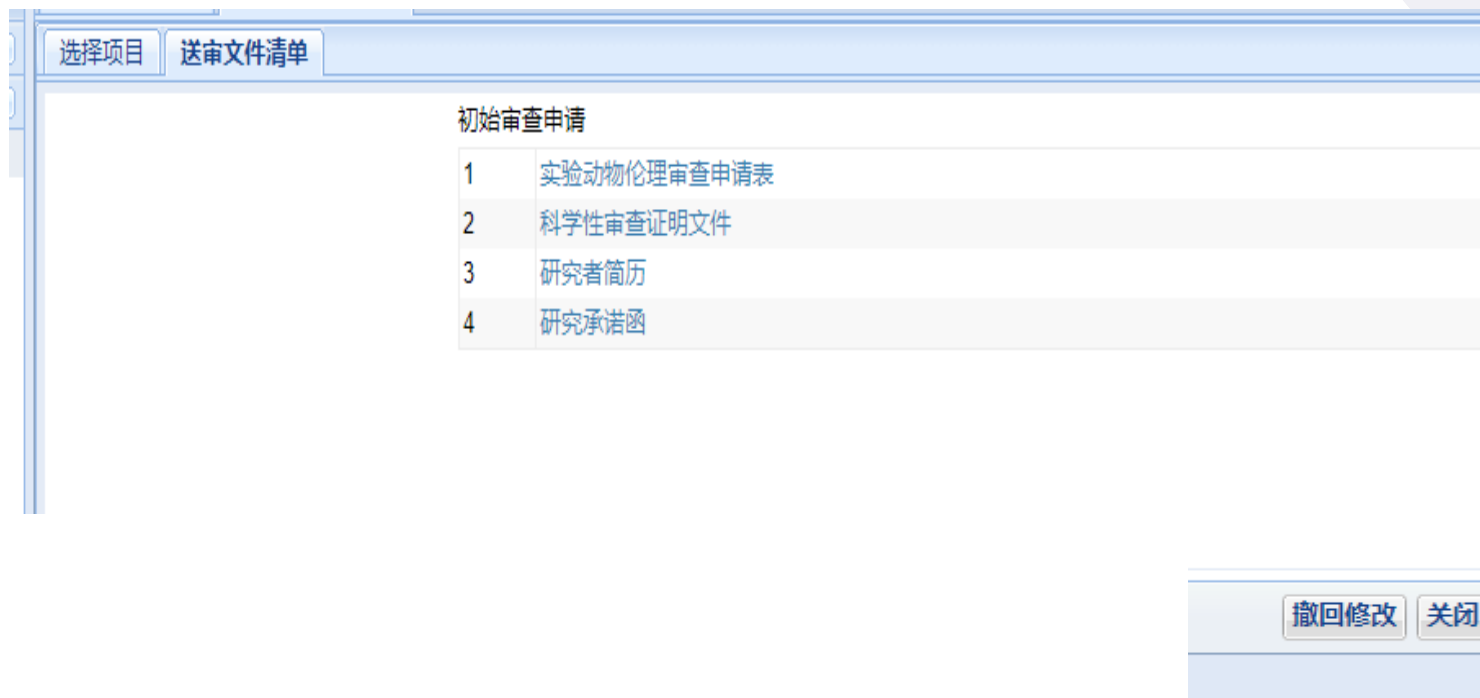 选择项目 送审文件清单
初始审查申请
1 实验动物伦理审查申请表
2 科学性审查证明文件
3 研究者简历
4 研究承诺函
撤回修改 关闭